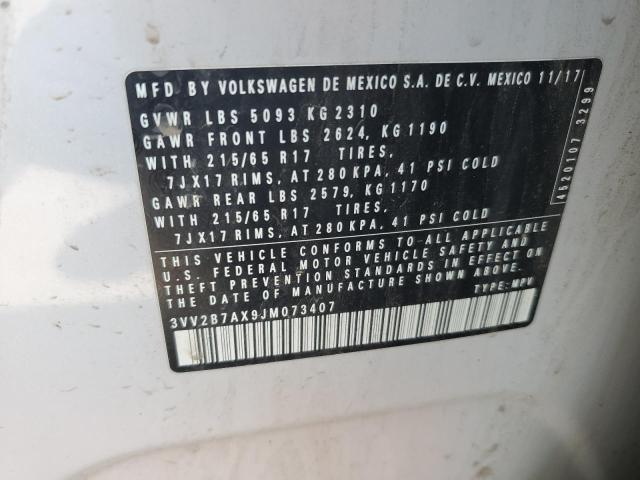 MFD BY VOLKSWAGEN DE MEXICO S.A. DE C.V. MEXICO 11/17
GVWR LBS 5093 KG 2310
GAWR FRONT LBS 2624, KG 1190
WITH 215/65 R17 TIRES,
7JX17 RIMS, AT 280 KPA, 41 PSI COLD
GAWR REAR LBS 2579, KG 1170
WITH 215/65 R17 TIRES,
7JX17 RIMS, AT 280 KPA, 41 PSI COLD
THIS VEHICLE CONFORMS TO ALL APPLICABLE
U.S. FEDERAL MOTOR VEHICLE SAFETY AND
THEFT PREVENTION STANDARDS IN EFFECT ON
THE DATE OF MANUFACTURE SHOWN ABOVE.
3VV2B7AX9JM073407 TYPE: MPV
4520107 3299